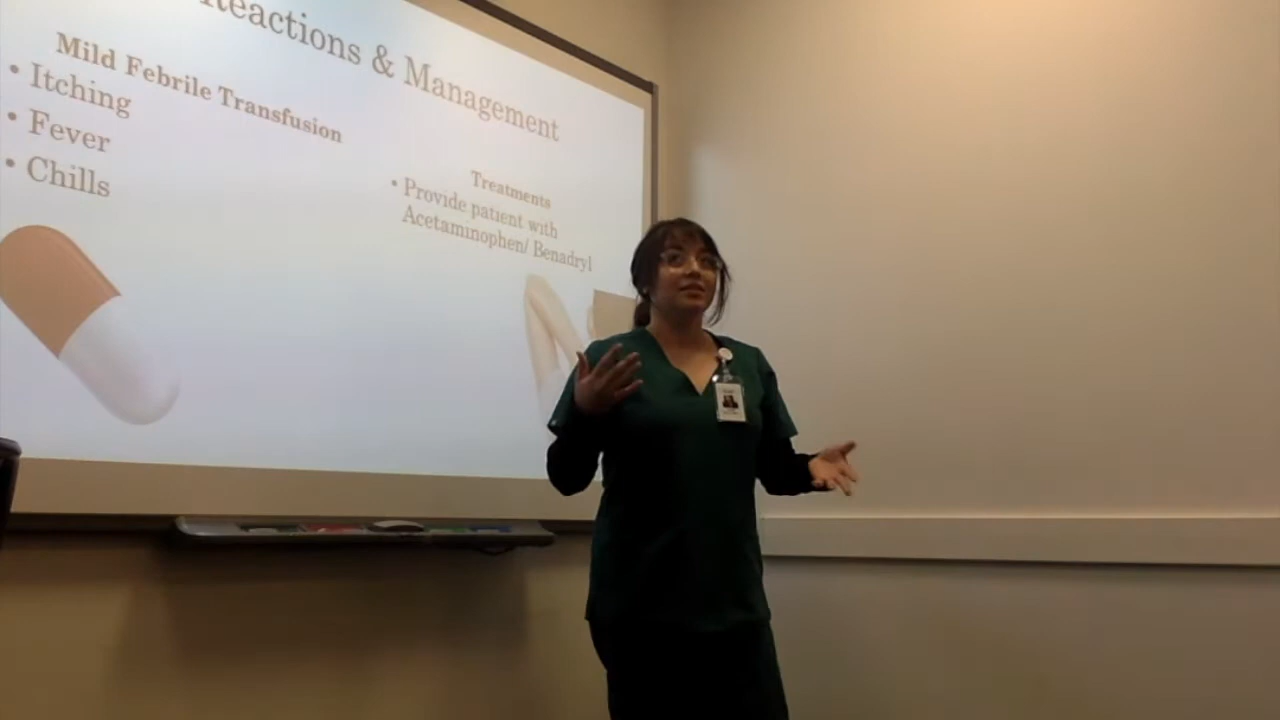 Reactions & Management
Mild Febrile Transfusion
• Itching
• Fever
• Chills
Treatments
• Provide patient with
Acetaminophen/ Benadryl